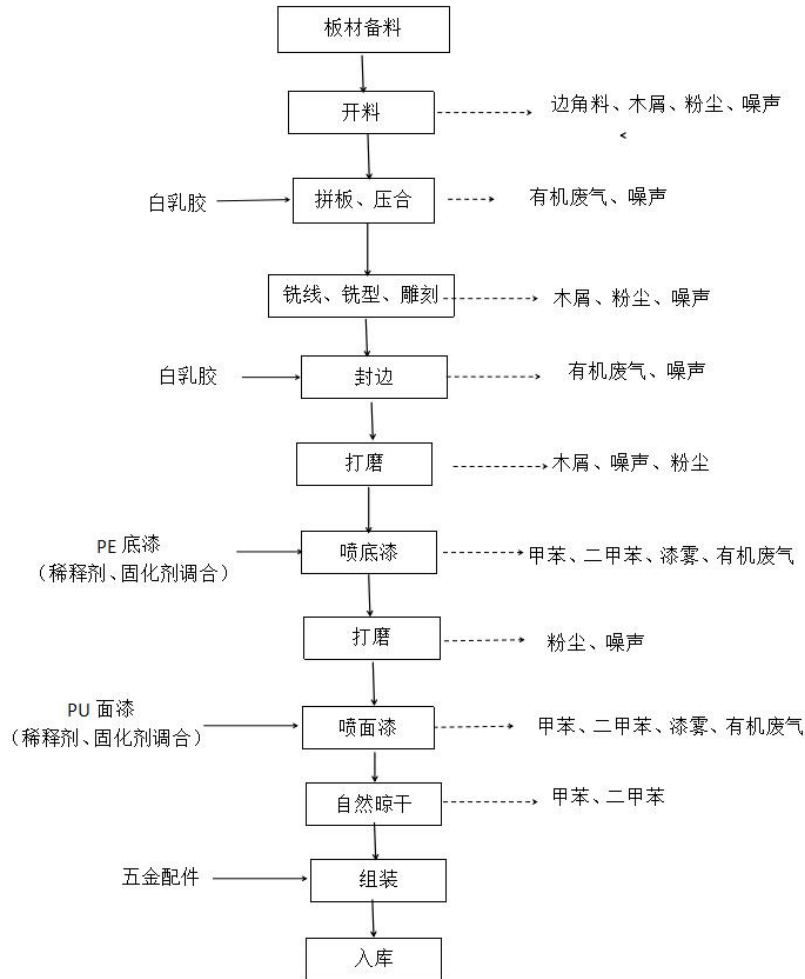 板材备料
开料
边角料、木屑、粉尘、噪声
<
白乳胶
拼板、压合
有机废气、噪声
铣线、铣型、雕刻
木屑、粉尘、噪声
白乳胶
封边
有机废气、噪声
打磨
木屑、噪声、粉尘
PE 底漆
（稀释剂、固化剂调合）
喷底漆
甲苯、二甲苯、漆雾、有机废气
打磨
粉尘、噪声
PU 面漆
（稀释剂、固化剂调合）
喷面漆
甲苯、二甲苯、漆雾、有机废气
自然晾干
甲苯、二甲苯
五金配件
组装
入库